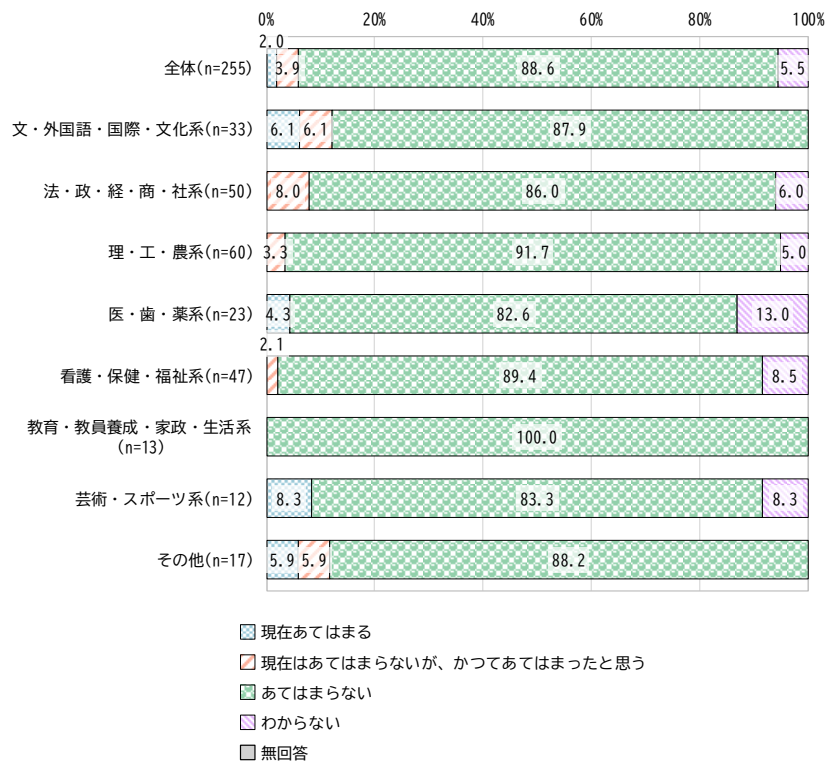 0% 20% 40% 60% 80% 100%
2.0
全体(n=255) 3.9 88.6 5.5
文・外国語・国際・文化系(n=33) 6.1 6.1 87.9
法・政・経・商・社系(n=50) 8.0 86.0 6.0
理・工・農系(n=60) 3.3 91.7 5.0
医・歯・薬系(n=23) 4.3 82.6 13.0
2.1
看護・保健・福祉系(n=47) 89.4 8.5
教育・教員養成・家政・生活系
(n=13) 100.0
芸術・スポーツ系(n=12) 8.3 83.3 8.3
その他(n=17) 5.9 5.9 88.2
現在あてはまる
現在はあてはまらないが、かつてあてはまったと思う
あてはまらない
わからない
無回答